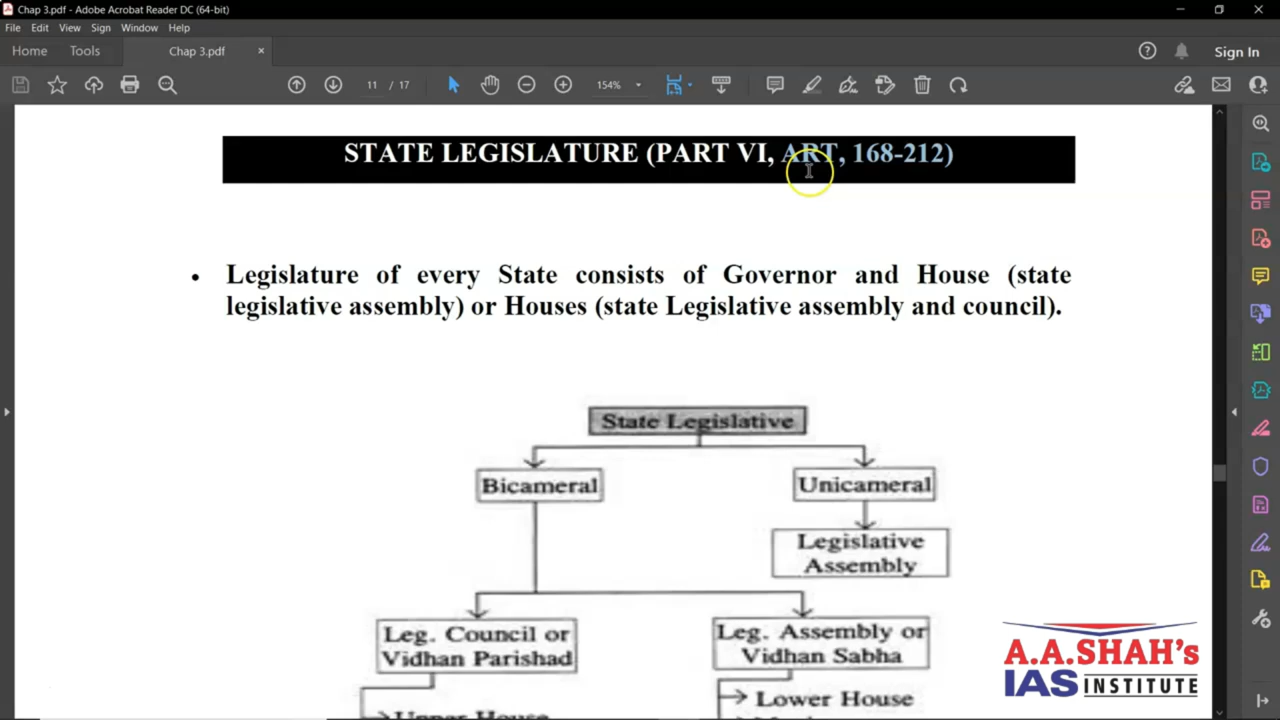 Chap 3.pdf - Adobe Acrobat Reader DC (64-bit)
File Edit View Sign Window Help
Home Tools Chap 3.pdf × Sign In
11 / 17 154%
STATE LEGISLATURE (PART VI, ART, 168-212)
• Legislature of every State consists of Governor and House (state
legislative assembly) or Houses (state Legislative assembly and council).
State Legislative
Bicameral
Unicameral
Legislative
Assembly
Leg. Council or
Vidhan Parishad
Leg. Assembly or
Vidhan Sabha
Upper House
Lower House
A.A.SHAH's
IAS INSTITUTE